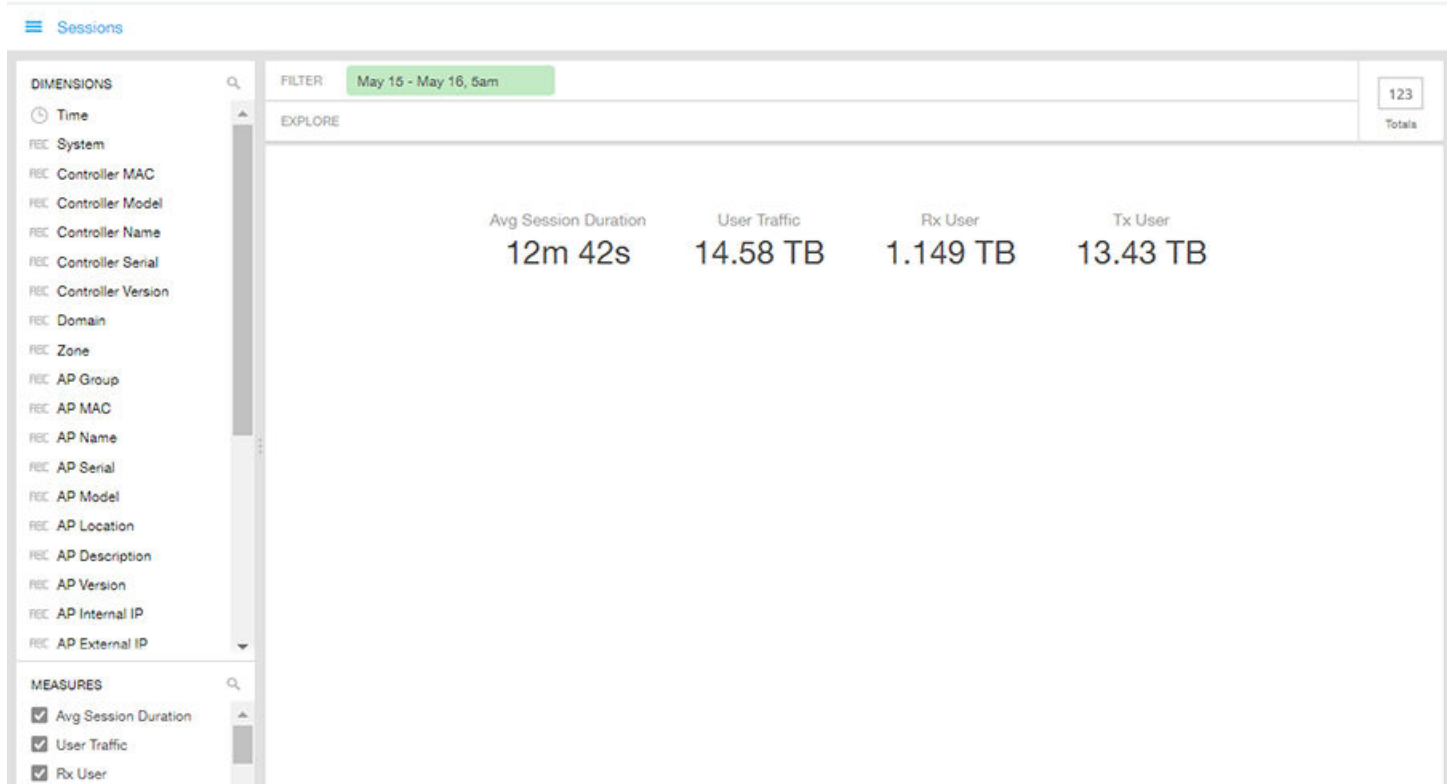 Sessions
DIMENSIONS
Time
System
Controller MAC
Controller Model
Controller Name
Controller Serial
Controller Version
Domain
Zone
AP Group
AP MAC
AP Name
AP Serial
AP Model
AP Location
AP Description
AP Version
AP Internal IP
AP External IP
MEASURES
Avg Session Duration
User Traffic
Rx User
FILTER May 15 - May 16, 5am
EXPLORE
123
Totals
Avg Session Duration User Traffic Rx User Tx User
12m 42s 14.58 TB 1.149 TB 13.43 TB